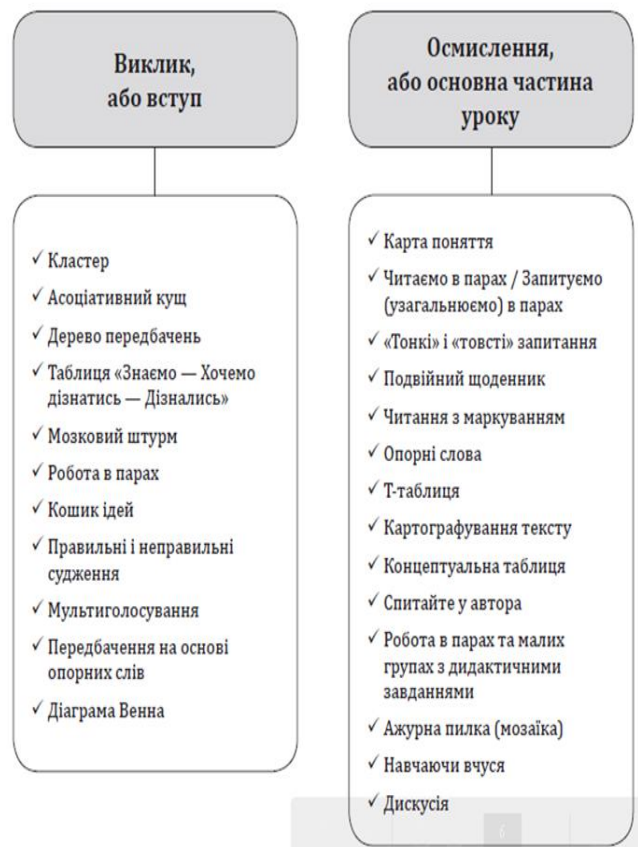 Виклик,
або вступ
✓ Кластер
✓ Асоціативний кущ
✓ Дерево передбачень
✓ Таблиця «Знаємо — Хочемо
дізнатись — Дізнались»
✓ Мозковий штурм
✓ Робота в парах
✓ Кошик ідей
✓ Правильні і неправильні
судження
✓ Мультиголосування
✓ Передбачення на основі
опорних слів
✓ Діаграма Венна
Осмислення,
або основна частина
уроку
✓ Карта поняття
✓ Читаємо в парах / Запитуємо
(узагальнюємо) в парах
✓ «Тонкі» і «товсті» запитання
✓ Подвійний щоденник
✓ Читання з маркуванням
✓ Опорні слова
✓ Т-таблиця
✓ Картографування тексту
✓ Концептуальна таблиця
✓ Спитайте у автора
✓ Робота в парах та малих
групах з дидактичними
завданнями
✓ Ажурна пилка (мозаїка)
✓ Навчаючи вчуся
✓ Дискусія
6